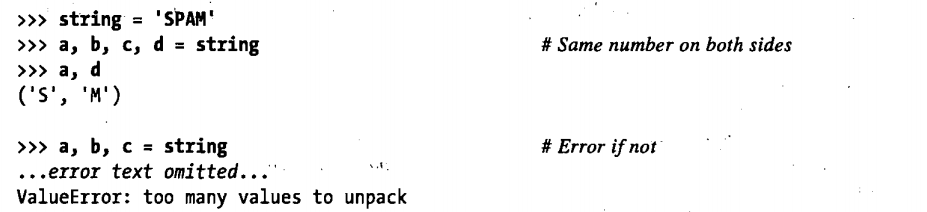 >>> string = 'SPAM'
>>> a, b, c, d = string # Same number on both sides
>>> a, d
('S', 'M')
>>> a, b, c = string # Error if not
...error text omitted...
ValueError: too many values to unpack